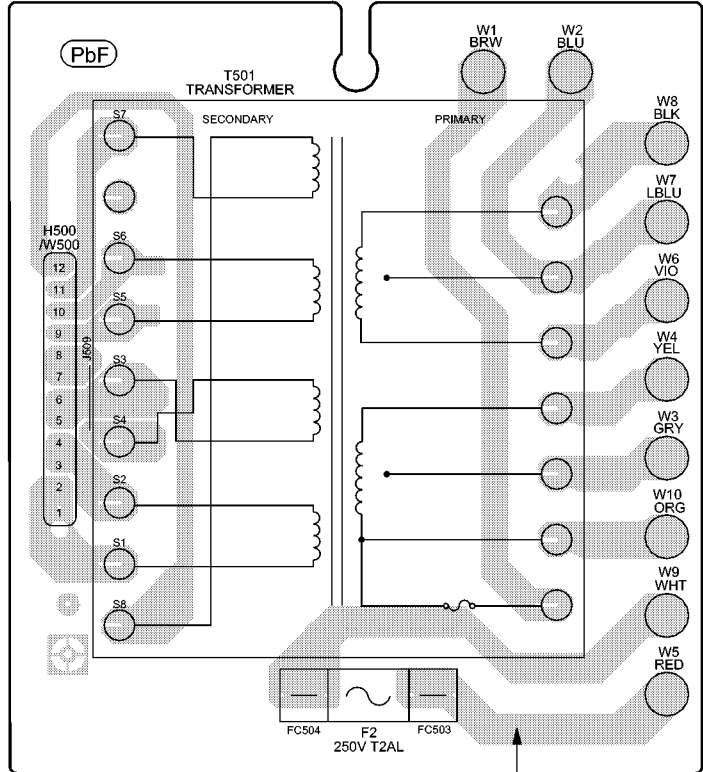 PbF
W1
BRW
W2
BLU
T501
TRANSFORMER
SECONDARY
PRIMARY
W8
BLK
W7
LBLU
W6
VIO
W4
YEL
W3
GRY
W10
ORG
W9
WHT
W5
RED
S7
S6
S5
S3
S4
S2
S1
S8
H500
/W500
12
11
10
9
8
7
6
5
4
3
2
1
J509
FC504
F2
250V T2AL
FC503